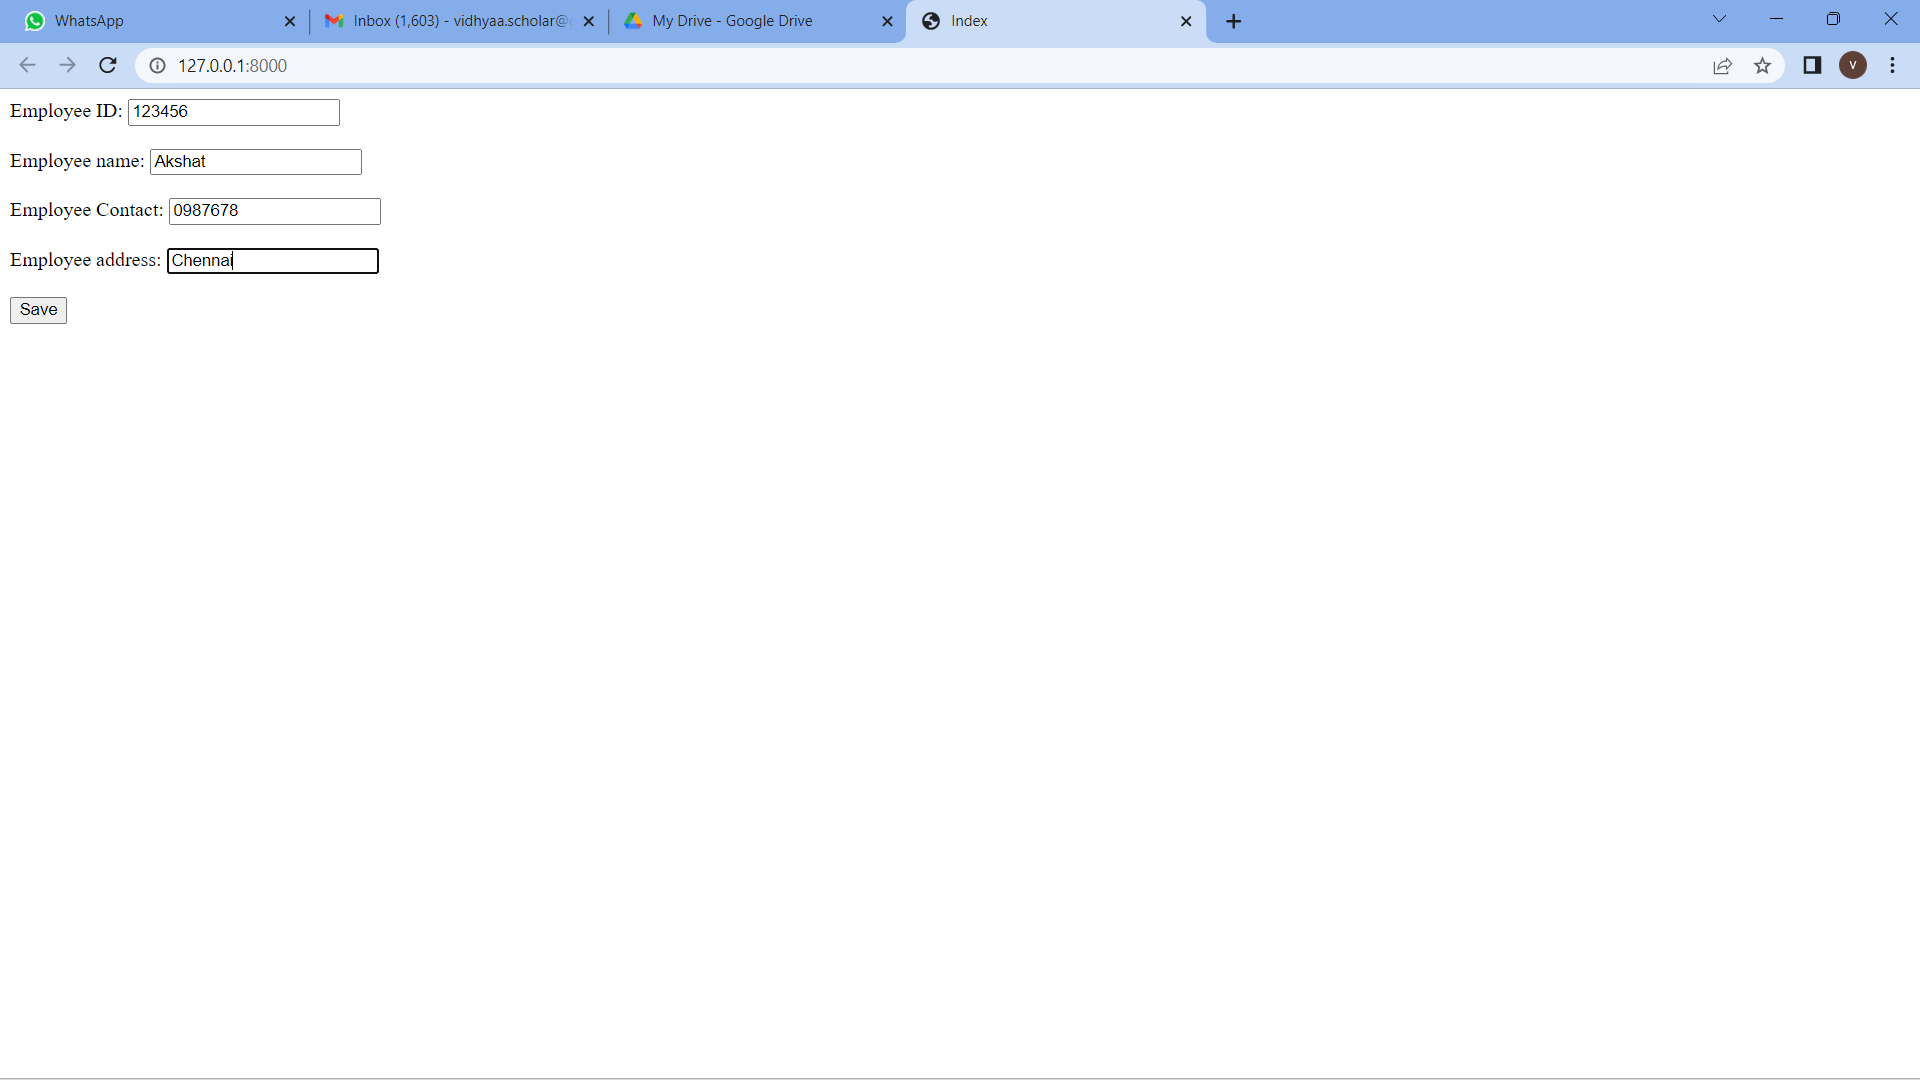 WhatsApp
Inbox (1,603) - vidhyaa.scholar@
My Drive - Google Drive
Index
127.0.0.1:8000
V
Employee ID: 123456
Employee name: Akshat
Employee Contact: 0987678
Employee address: Chennai
Save